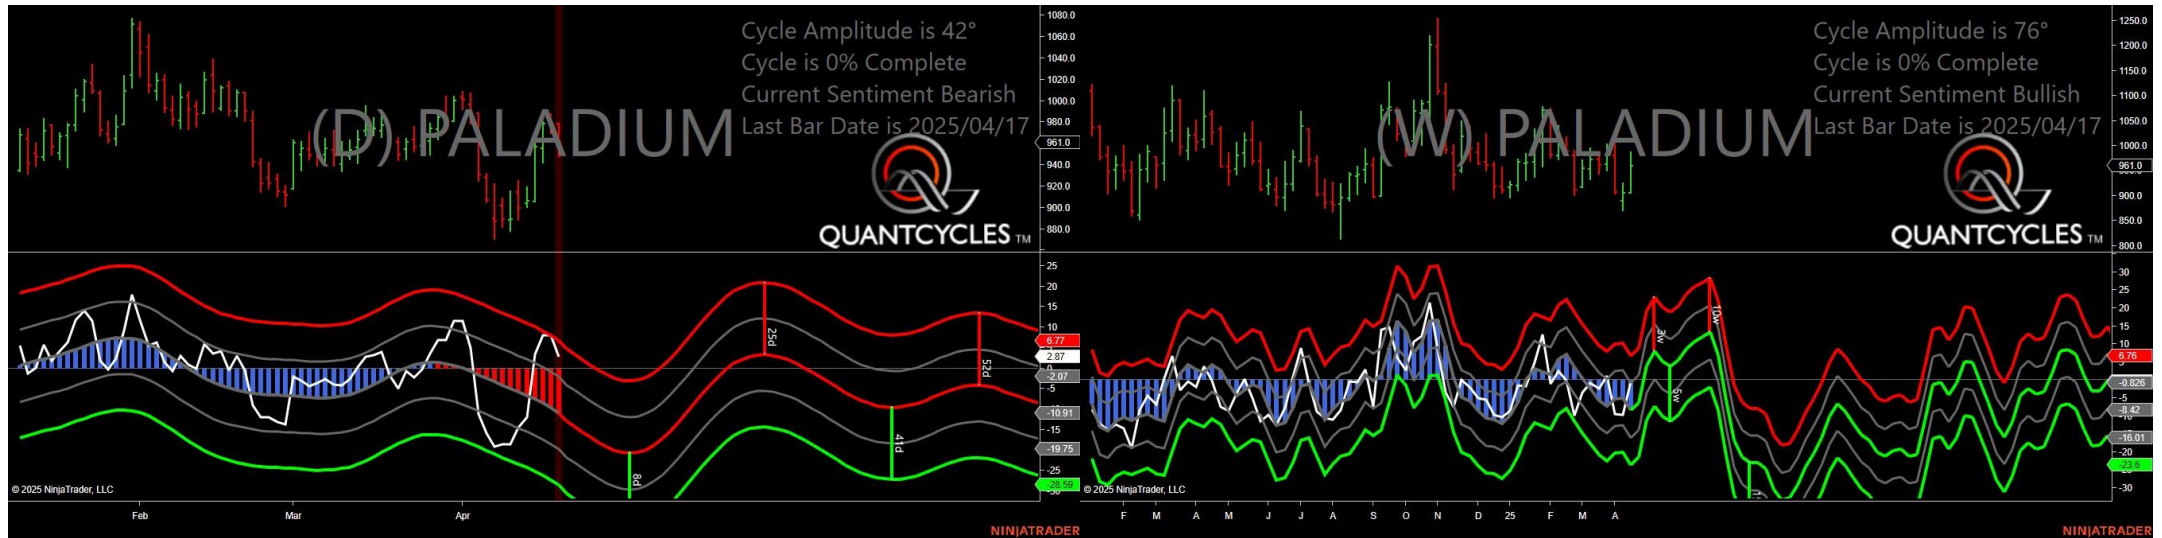 Cycle Amplitude is 42°
Cycle is 0% Complete
Current Sentiment Bearish
Last Bar Date is 2025/04/17
(D) PALADIUM
QUANTCYCLES TM
1080.0
1060.0
1040.0
1020.0
1000.0
980.0
961.0
940.0
920.0
900.0
880.0
25
20
15
10
6.77
2.87
0
-2.07
-5
-10.91
-15
-19.75
-25
-28.59
25d
52d
41d
8d
© 2025 NinjaTrader, LLC
Feb Mar Apr
NINJATRADER
Cycle Amplitude is 76°
Cycle is 0% Complete
Current Sentiment Bullish
Last Bar Date is 2025/04/17
(W) PALADIUM
QUANTCYCLES TM
1250.0
1200.0
1150.0
1100.0
1050.0
1000.0
961.0
900.0
850.0
800.0
30
25
20
15
10
6.76
5
-0.826
-5
-8.42
-16.01
-20
-23.6
-30
3w
10w
5w
© 2025 NinjaTrader, LLC
F M A M J J A S O N D 25 F M A
NINJATRADER